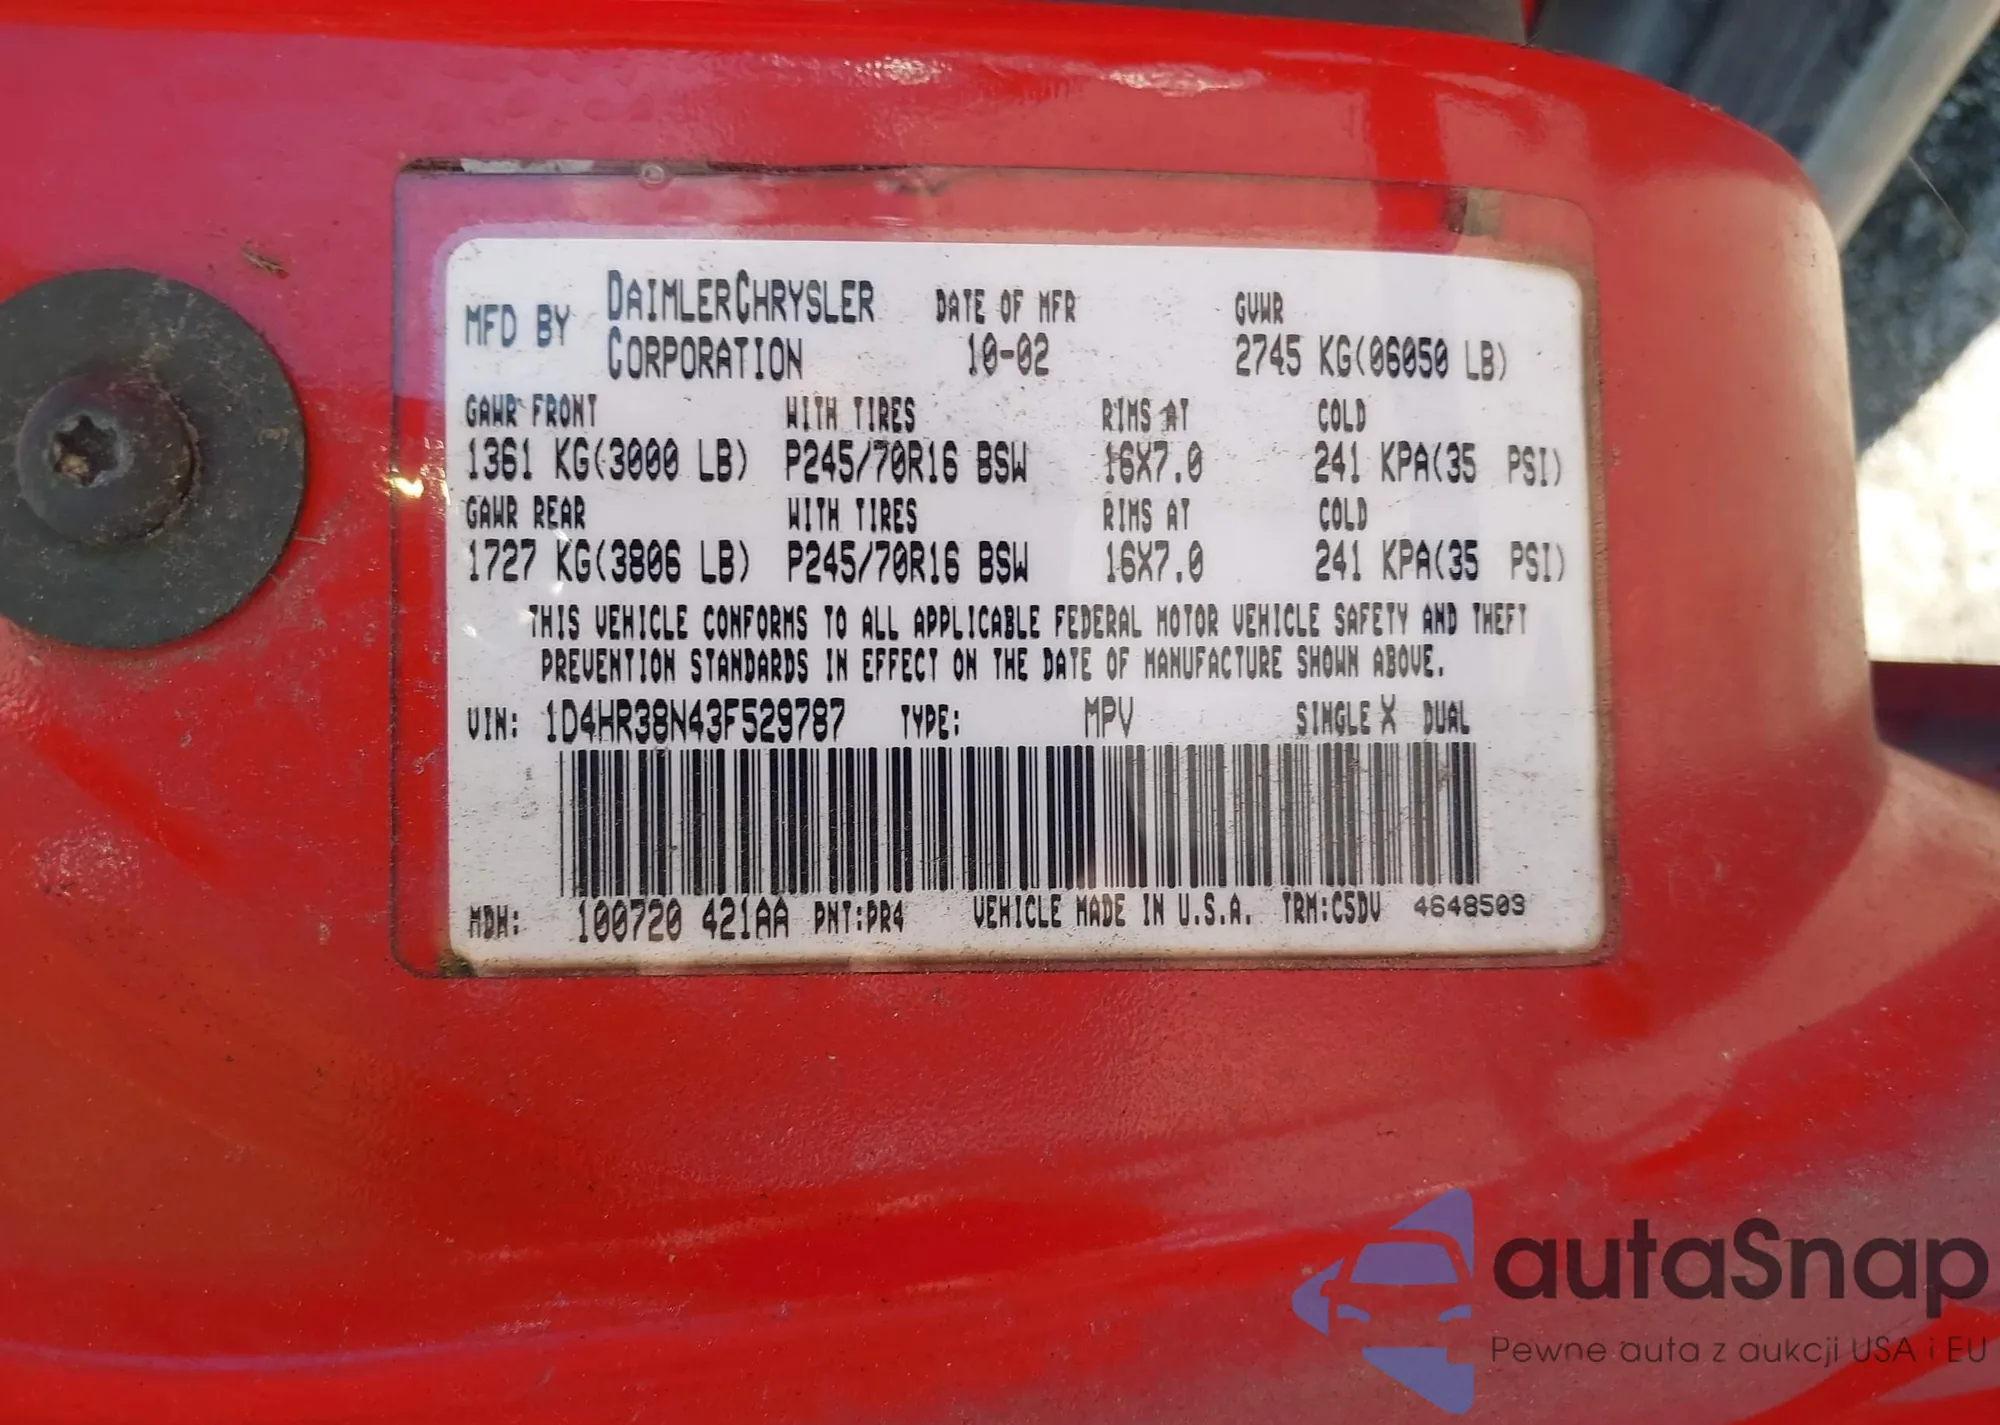 MFD BY DAIMLERCHRYSLER CORPORATION DATE OF MFR 10-02 GVWR 2745 KG(06050 LB)
GAWR FRONT WITH TIRES RIMS AT COLD
1361 KG(3000 LB) P245/70R16 BSW 16X7.0 241 KPA(35 PSI)
GAWR REAR WITH TIRES RIMS AT COLD
1727 KG(3806 LB) P245/70R16 BSW 16X7.0 241 KPA(35 PSI)
THIS VEHICLE CONFORMS TO ALL APPLICABLE FEDERAL MOTOR VEHICLE SAFETY AND THEFT
PREVENTION STANDARDS IN EFFECT ON THE DATE OF MANUFACTURE SHOWN ABOVE.
VIN: 1D4HR38N43F529787 TYPE: MPV SINGLE X DUAL
MDH: 100720 421AA PNT:PR4 VEHICLE MADE IN U.S.A. TRM:C5DV 4648503
autaSnap
Pewne auta z aukcji USA i EU